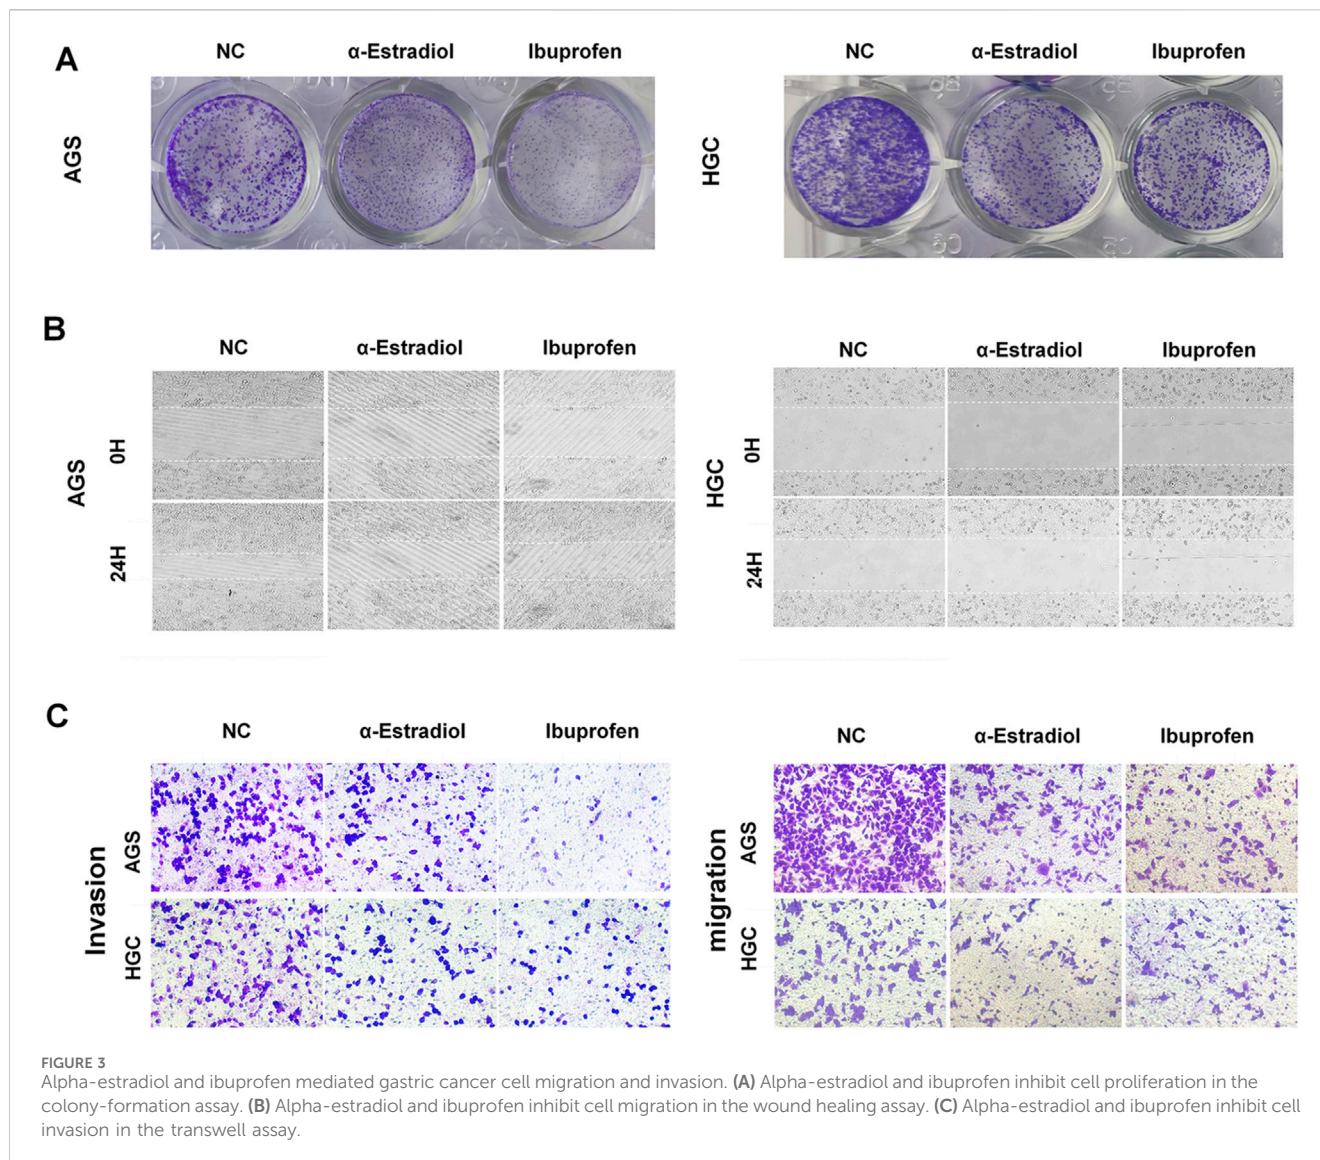 A
NC α-Estradiol Ibuprofen
AGS
NC α-Estradiol Ibuprofen
HGC
B
NC α-Estradiol Ibuprofen
AGS
0H
24H
NC α-Estradiol Ibuprofen
HGC
0H
24H
C
NC α-Estradiol Ibuprofen
Invasion
AGS
HGC
NC α-Estradiol Ibuprofen
migration
AGS
HGC
FIGURE 3
Alpha-estradiol and ibuprofen mediated gastric cancer cell migration and invasion. (A) Alpha-estradiol and ibuprofen inhibit cell proliferation in the
colony-formation assay. (B) Alpha-estradiol and ibuprofen inhibit cell migration in the wound healing assay. (C) Alpha-estradiol and ibuprofen inhibit cell
invasion in the transwell assay.